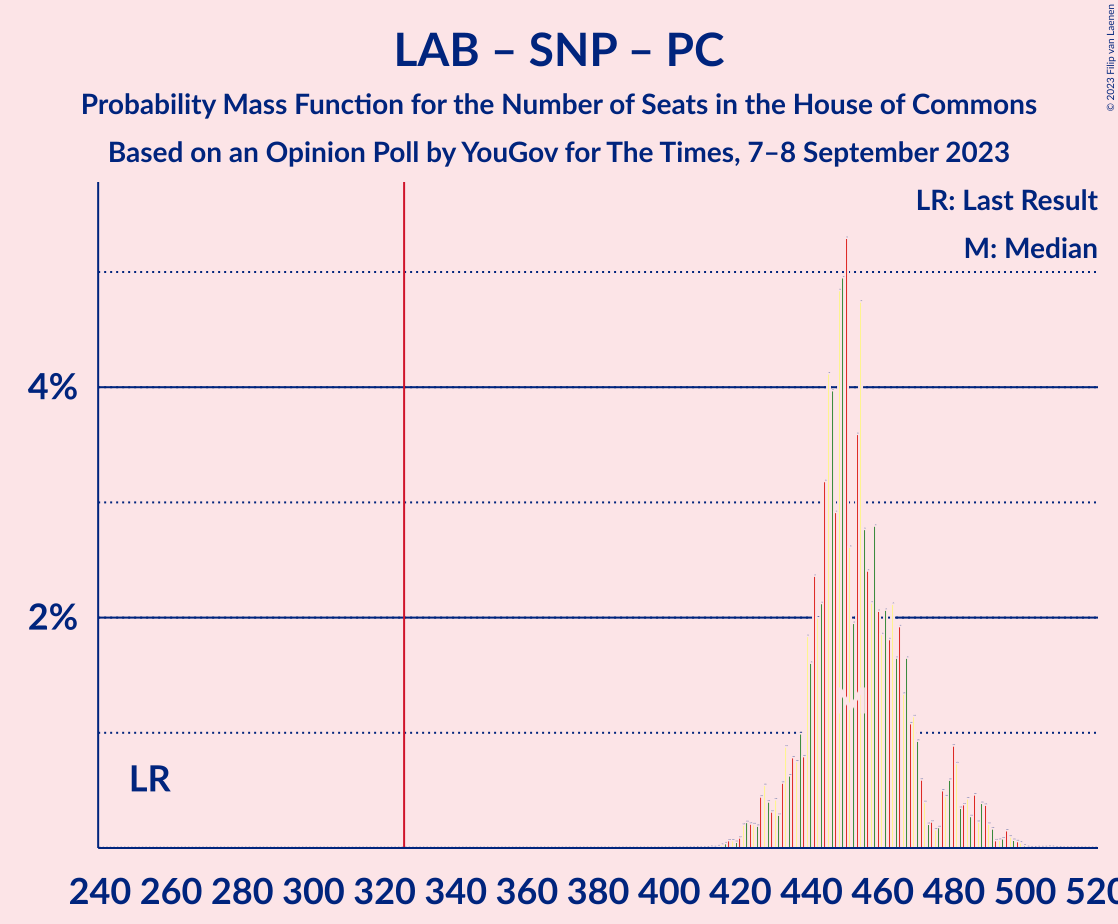 LAB – SNP – PC
Probability Mass Function for the Number of Seats in the House of Commons
Based on an Opinion Poll by YouGov for The Times, 7–8 September 2023
© 2023 Filip van Laenen
LR: Last Result
M: Median
4%
2%
LR
240 260 280 300 320 340 360 380 400 420 440 460 480 500 520